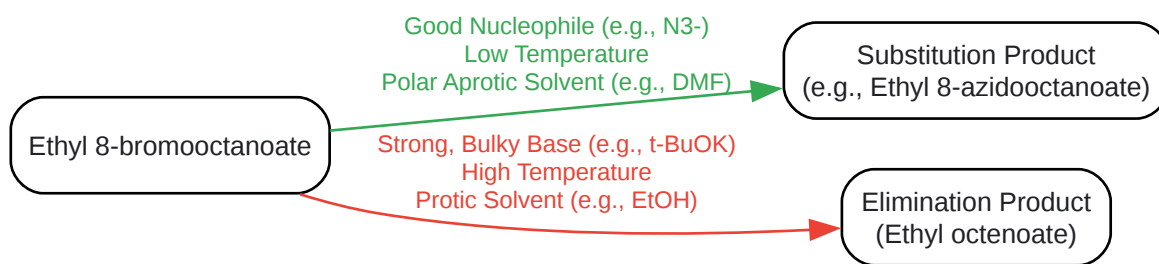 Ethyl 8-bromooctanoate
Good Nucleophile (e.g., N3-)
Low Temperature
Polar Aprotic Solvent (e.g., DMF)
Substitution Product
(e.g., Ethyl 8-azidooctanoate)
Strong, Bulky Base (e.g., t-BuOK)
High Temperature
Protic Solvent (e.g., EtOH)
Elimination Product
(Ethyl octenoate)